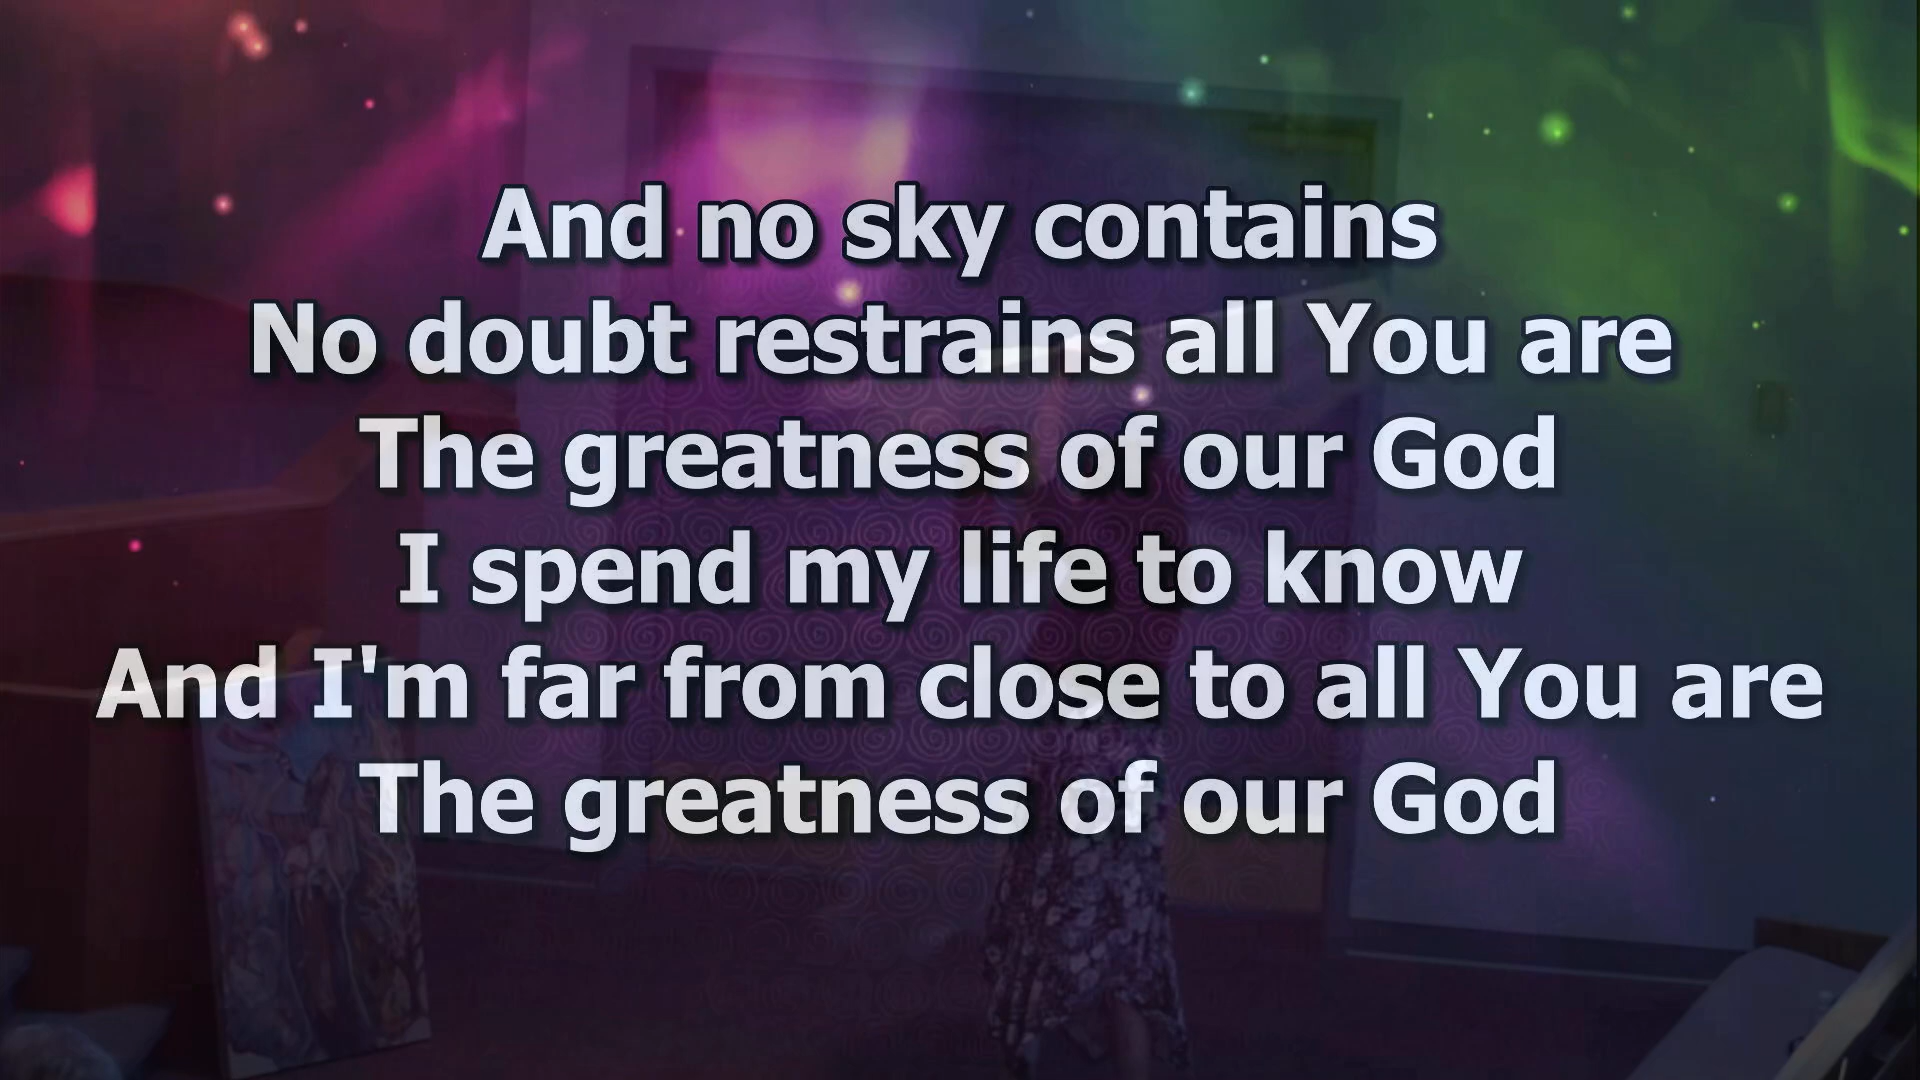 And no sky contains
No doubt restrains all You are
The greatness of our God
I spend my life to know
And I'm far from close to all You are
The greatness of our God